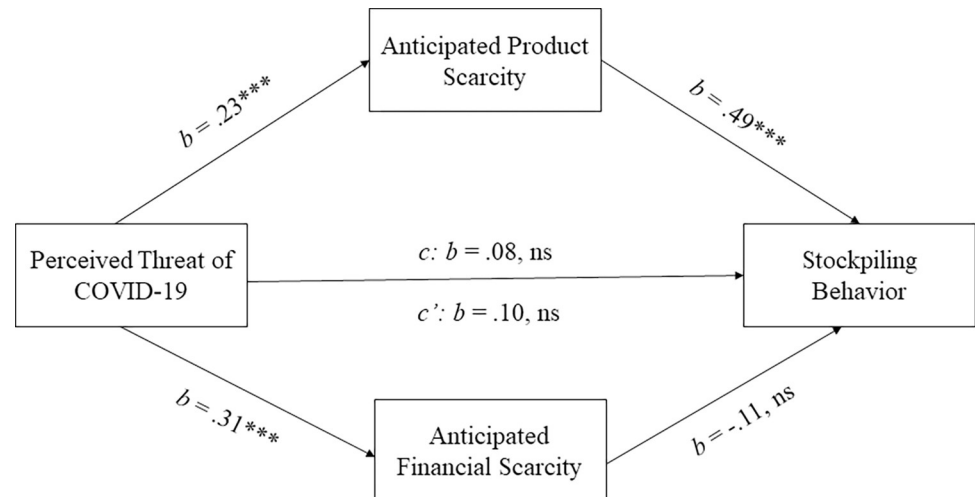 Anticipated Product
Scarcity
b = .23***
b = .49***
Perceived Threat of
COVID-19
c: b = .08, ns
c’: b = .10, ns
Stockpiling
Behavior
b = .31***
b = -.11, ns
Anticipated
Financial Scarcity